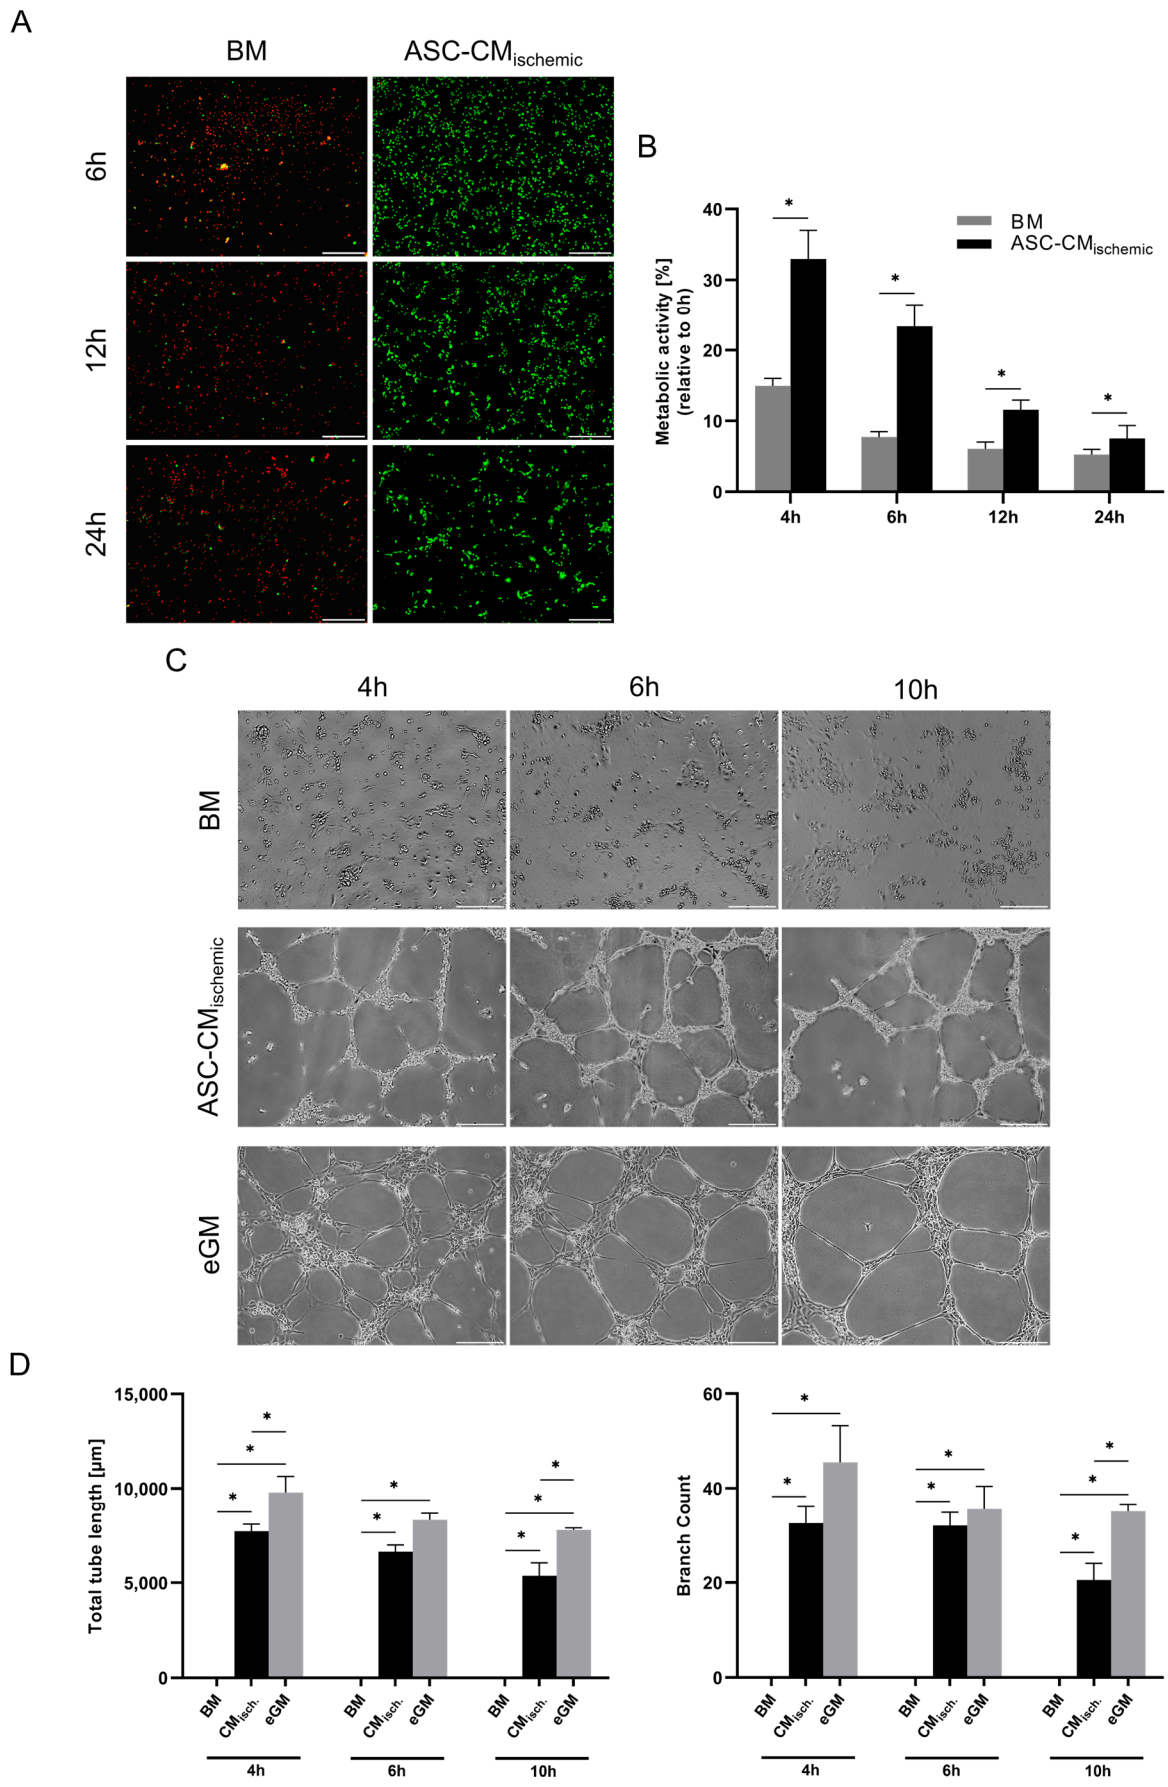 A
BM ASC-CMischemic
6h
12h
24h
B
Metabolic activity [%]
(relative to 0h)
40
30
20
10
0
BM
ASC-CMischemic
* * * *
4h 6h 12h 24h
C
4h 6h 10h
BM
ASC-CMischemic
eGM
D
Total tube length [µm]
15,000
10,000
5,000
0
* * *
* *
* * *
BM CMisch. eGM BM CMisch. eGM BM CMisch. eGM
4h 6h 10h
Branch Count
60
40
20
0
* *
* *
* * *
BM CMisch. eGM BM CMisch. eGM BM CMisch. eGM
4h 6h 10h